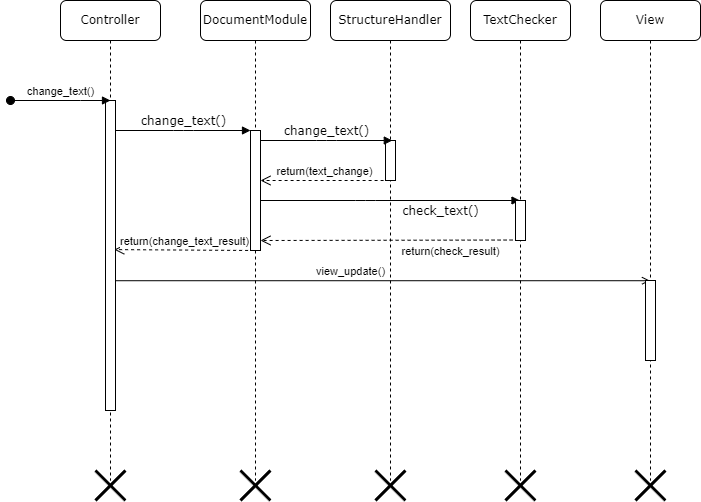 Controller
DocumentModule
StructureHandler
TextChecker
View
change_text()
change_text()
change_text()
return(text_change)
check_text()
return(change_text_result)
return(check_result)
view_update()